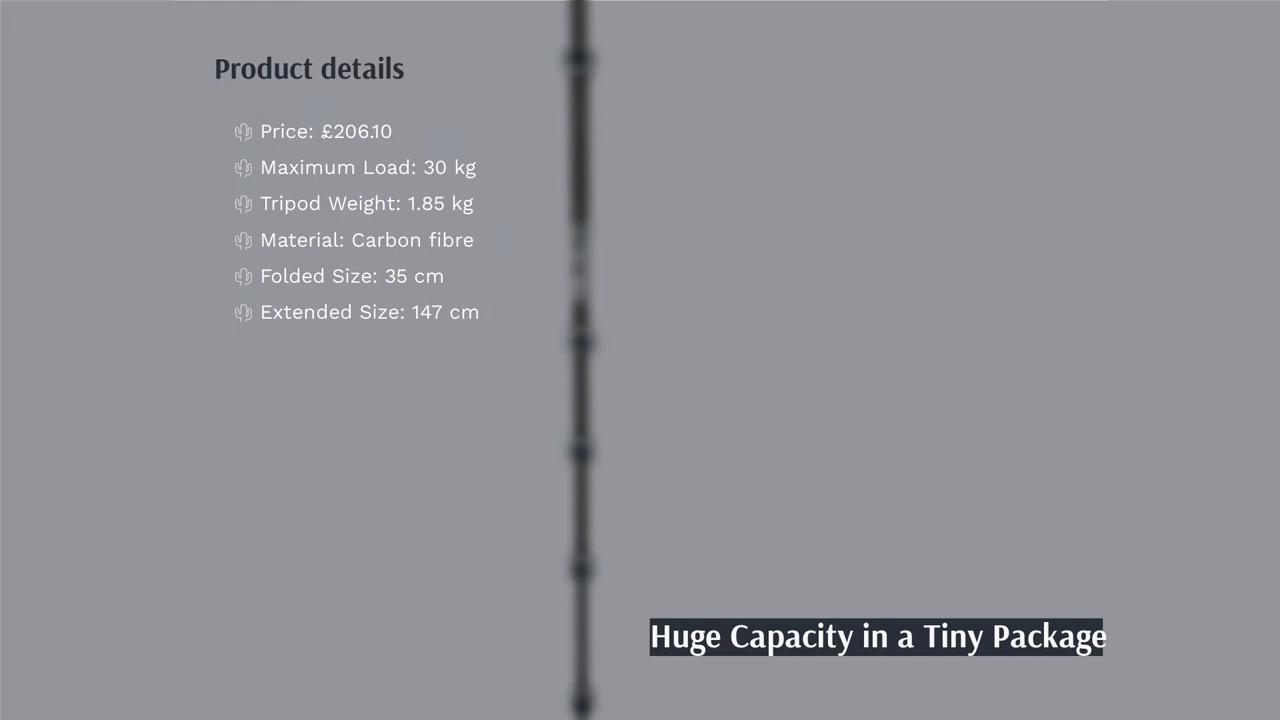 Product details
Price: £206.10
Maximum Load: 30 kg
Tripod Weight: 1.85 kg
Material: Carbon fibre
Folded Size: 35 cm
Extended Size: 147 cm
Huge Capacity in a Tiny Package